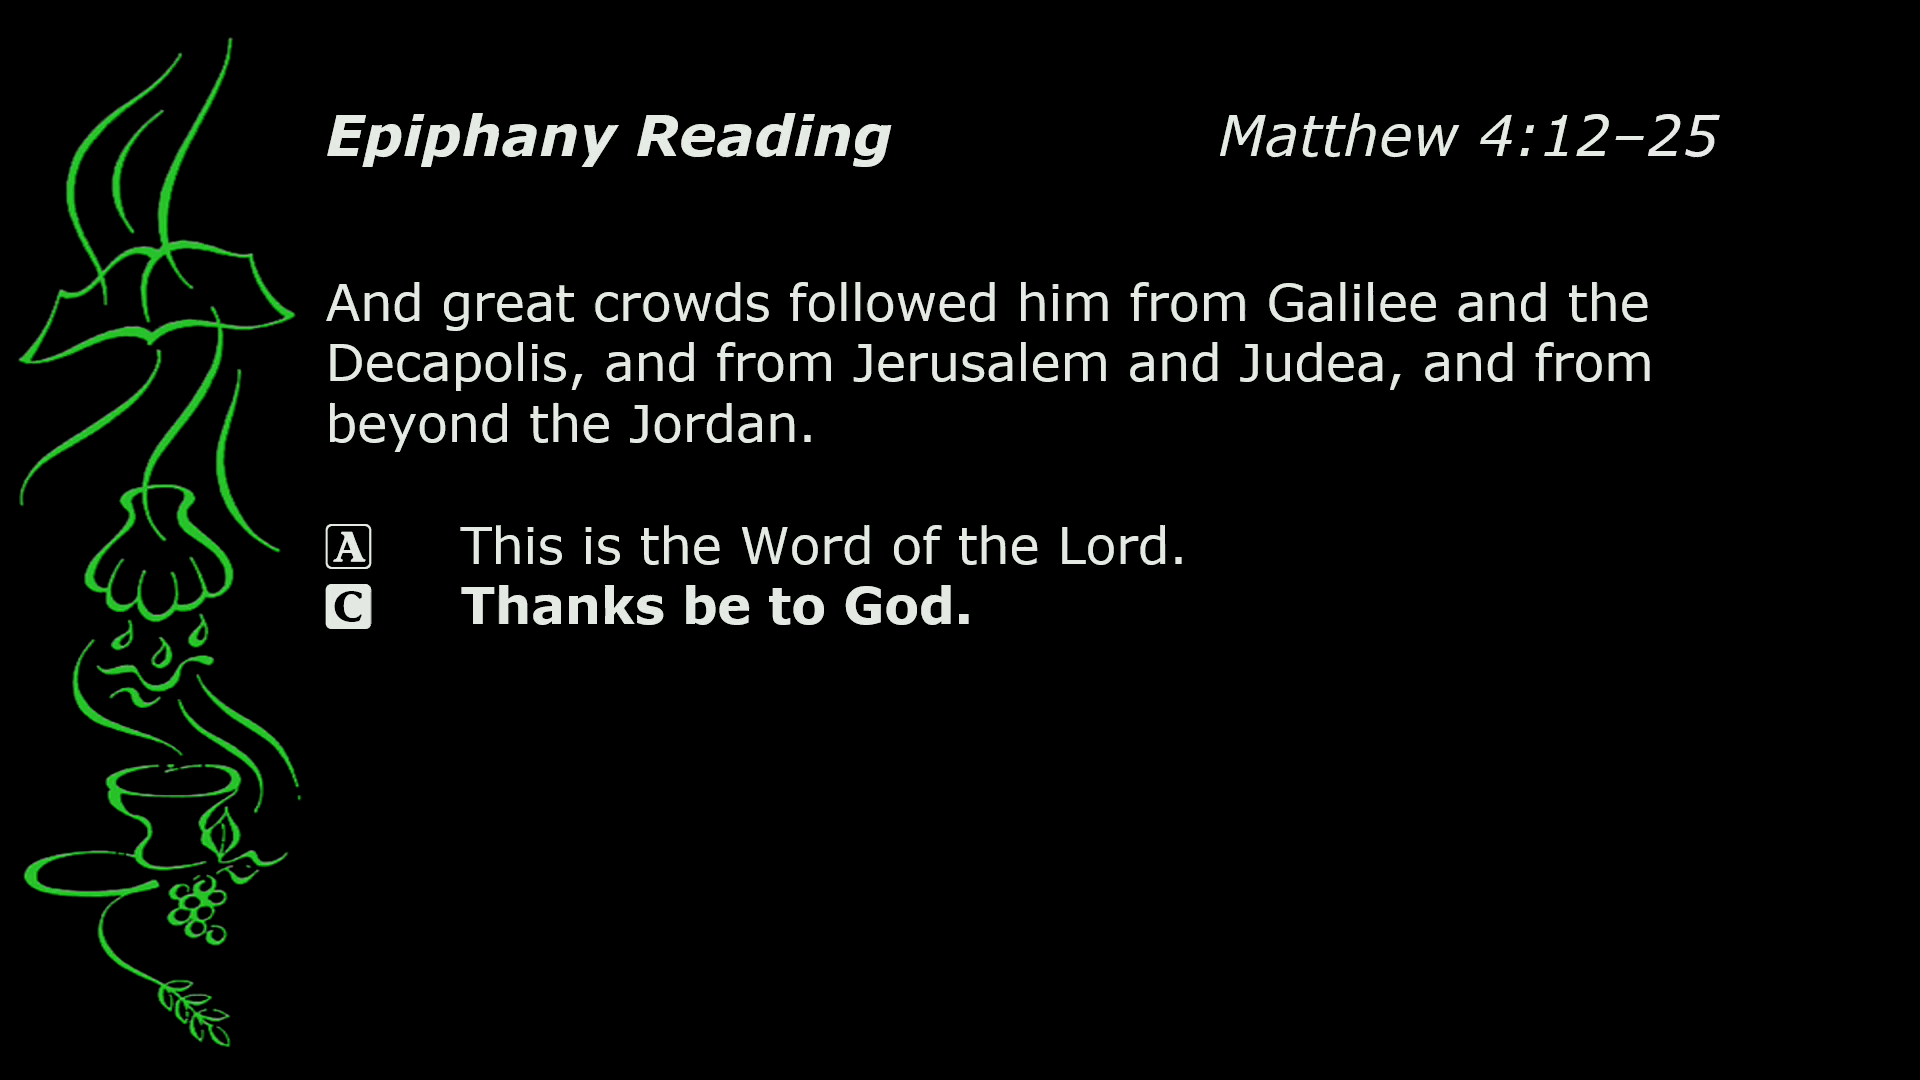 Epiphany Reading Matthew 4:12–25
And great crowds followed him from Galilee and the
Decapolis, and from Jerusalem and Judea, and from
beyond the Jordan.
A This is the Word of the Lord.
C Thanks be to God.